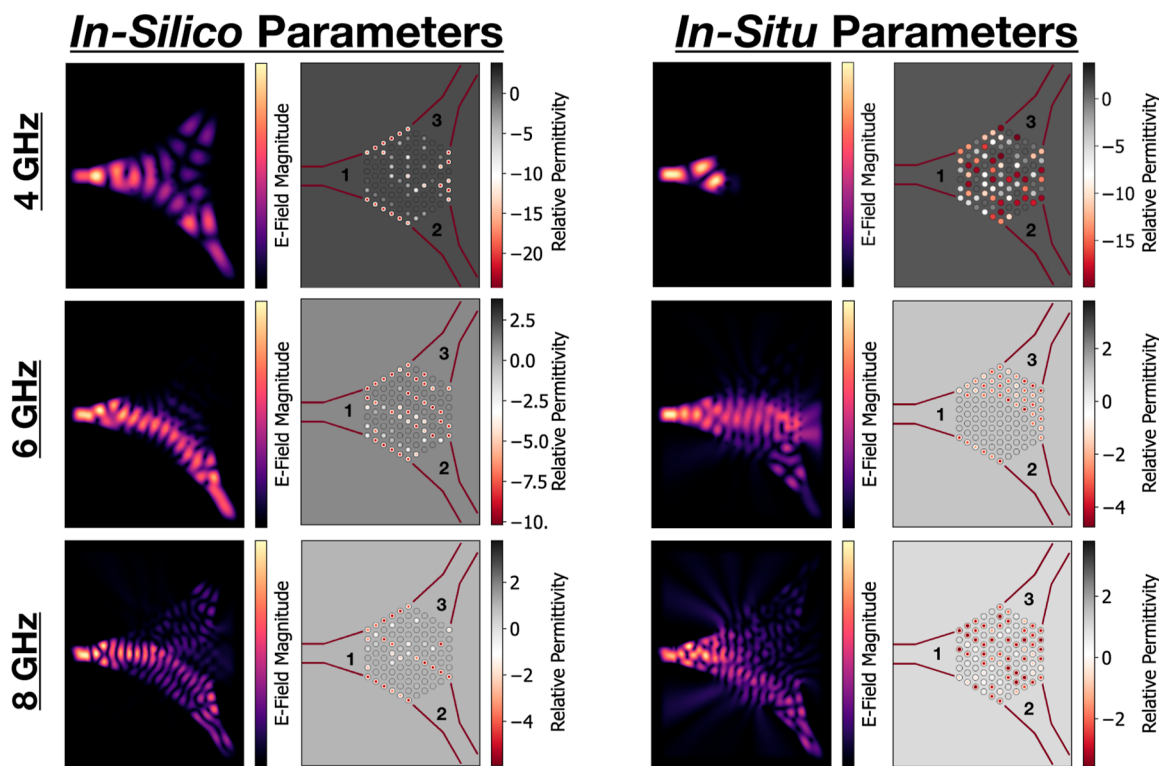 In-Silico Parameters
In-Situ Parameters
4 GHz
E-Field Magnitude
1
2
3
0
−5
−10
−15
−20
Relative Permittivity
E-Field Magnitude
1
2
3
0
−5
−10
−15
Relative Permittivity
6 GHz
E-Field Magnitude
1
2
3
2.5
0.0
−2.5
−5.0
−7.5
−10.
Relative Permittivity
E-Field Magnitude
1
2
3
2
0
−2
−4
Relative Permittivity
8 GHz
E-Field Magnitude
1
2
3
2
0
−2
−4
Relative Permittivity
E-Field Magnitude
1
2
3
2
0
−2
Relative Permittivity